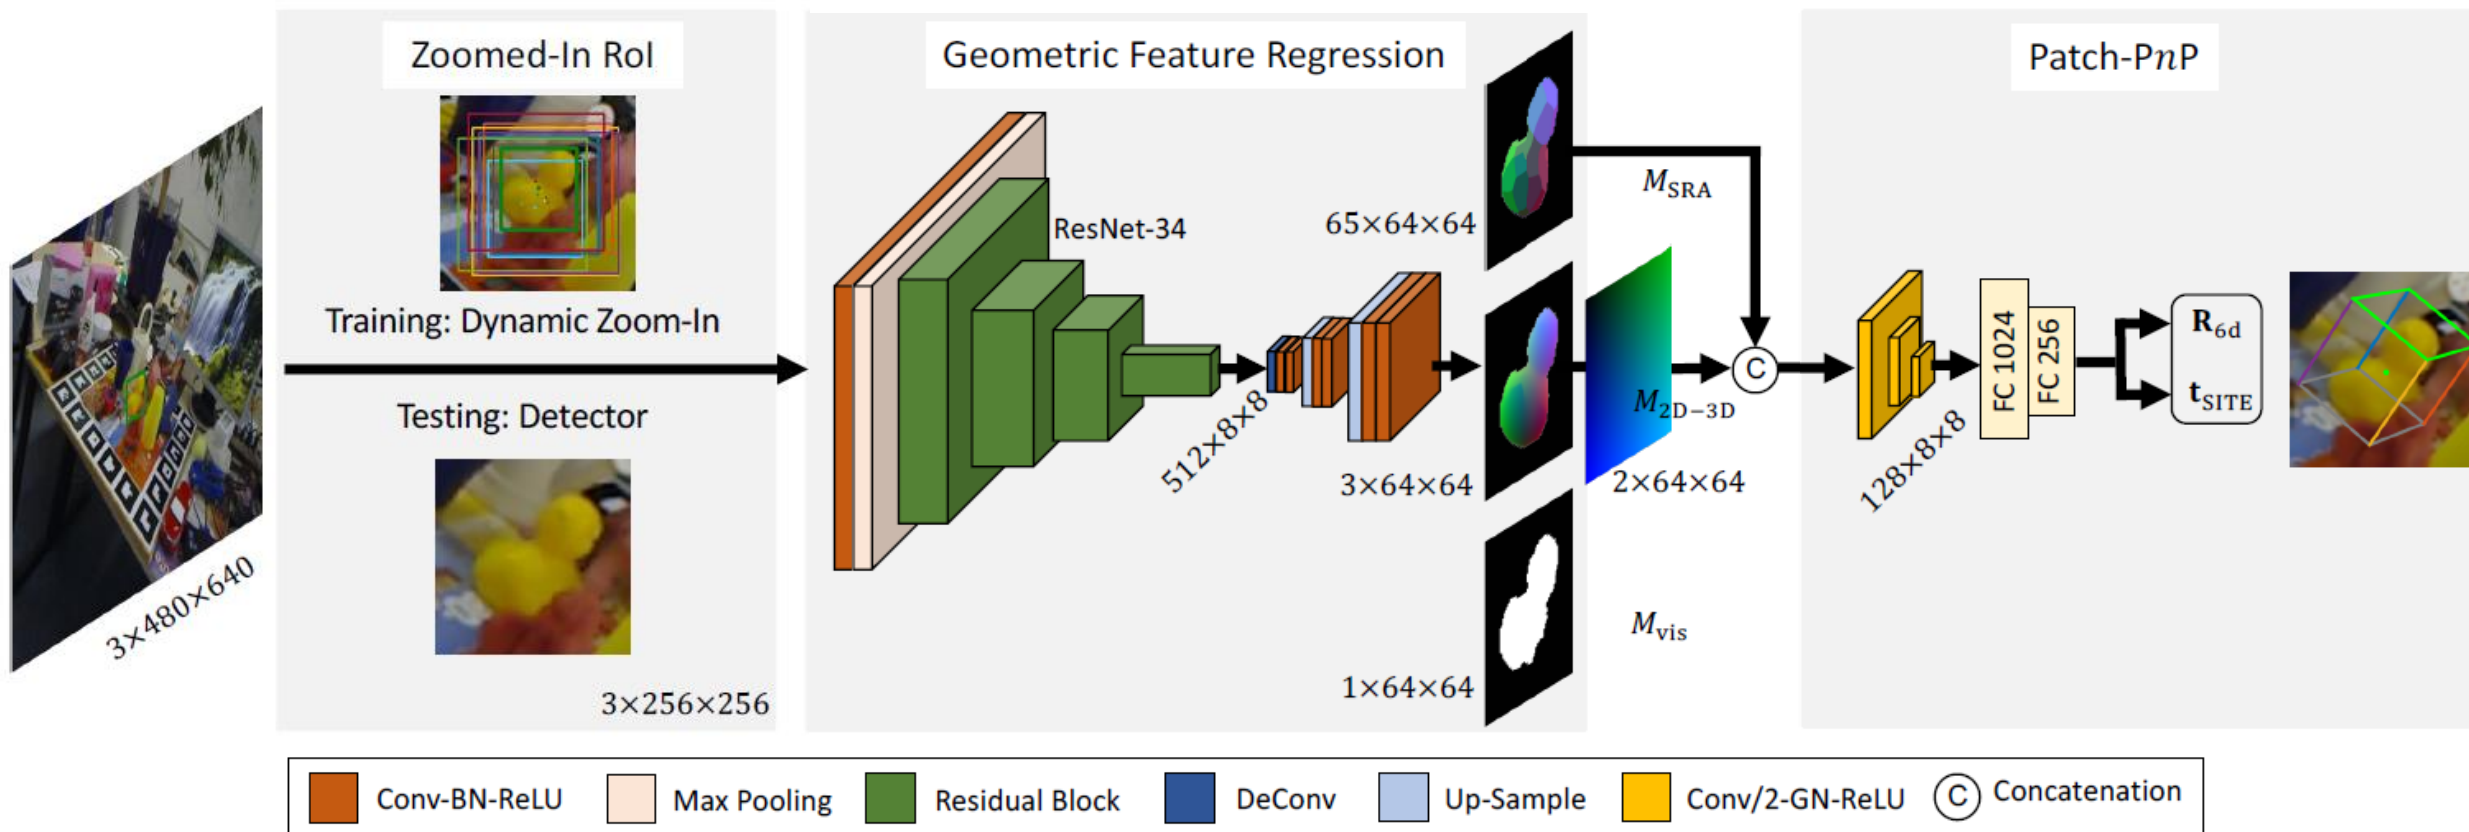 3×480×640
Zoomed-In RoI
Training: Dynamic Zoom-In
Testing: Detector
3×256×256
Geometric Feature Regression
ResNet-34
512×8×8
65×64×64
3×64×64
1×64×64
M_SRA
M_2D−3D
2×64×64
M_vis
C
Patch-PnP
128×8×8
FC 1024
FC 256
R_6d
t_SITE
Conv-BN-ReLU
Max Pooling
Residual Block
DeConv
Up-Sample
Conv/2-GN-ReLU
C Concatenation